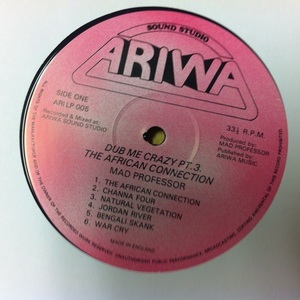 SOUND STUDIO
ARIWA
SIDE ONE
ARI LP 005
Recorded & Mixed at:
ARIWA SOUND STUDIO
33⅓ R.P.M.
Produced by:
MAD PROFESSOR
Published by:
ARIWA MUSIC
DUB ME CRAZY PT.3.
THE AFRICAN CONNECTION
MAD PROFESSOR
1. THE AFRICAN CONNECTION
2. CHANNA FOUR
3. NATURAL VEGETATION
4. JORDAN RIVER
5. BENGALI SKANK
6. WAR CRY
MADE IN ENGLAND